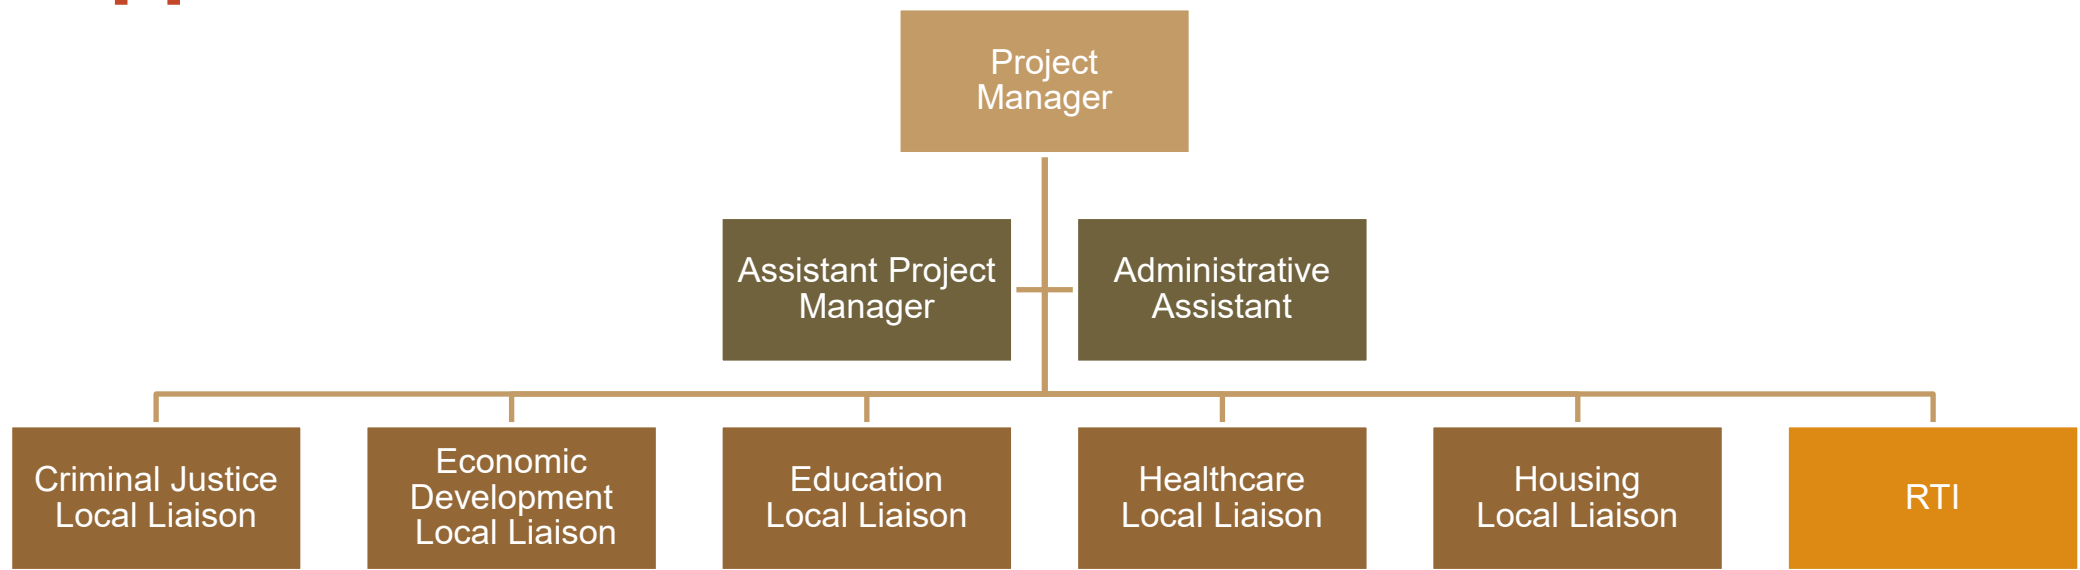 Project
Manager
Assistant Project
Manager
Administrative
Assistant
Criminal Justice
Local Liaison
Economic
Development
Local Liaison
Education
Local Liaison
Healthcare
Local Liaison
Housing
Local Liaison
RTI